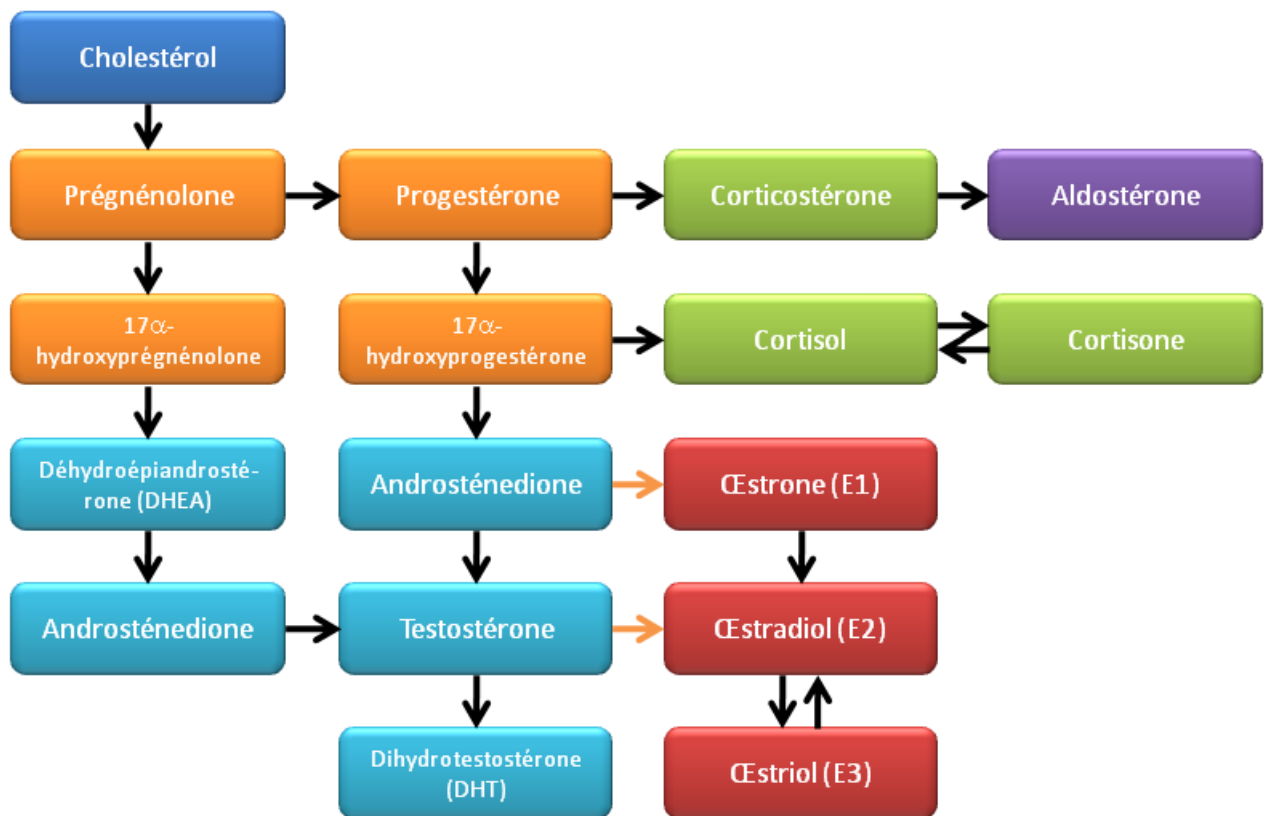 Cholestérol
Prégnénolone
Progestérone
Corticostérone
Aldostérone
17α-
hydroxyprégnénolone
17α-
hydroxyprogestérone
Cortisol
Cortisone
Déhydroépiandrosté-
rone (DHEA)
Androsténedione
Œstrone (E1)
Androsténedione
Testostérone
Œstradiol (E2)
Dihydrotestostérone
(DHT)
Œstriol (E3)